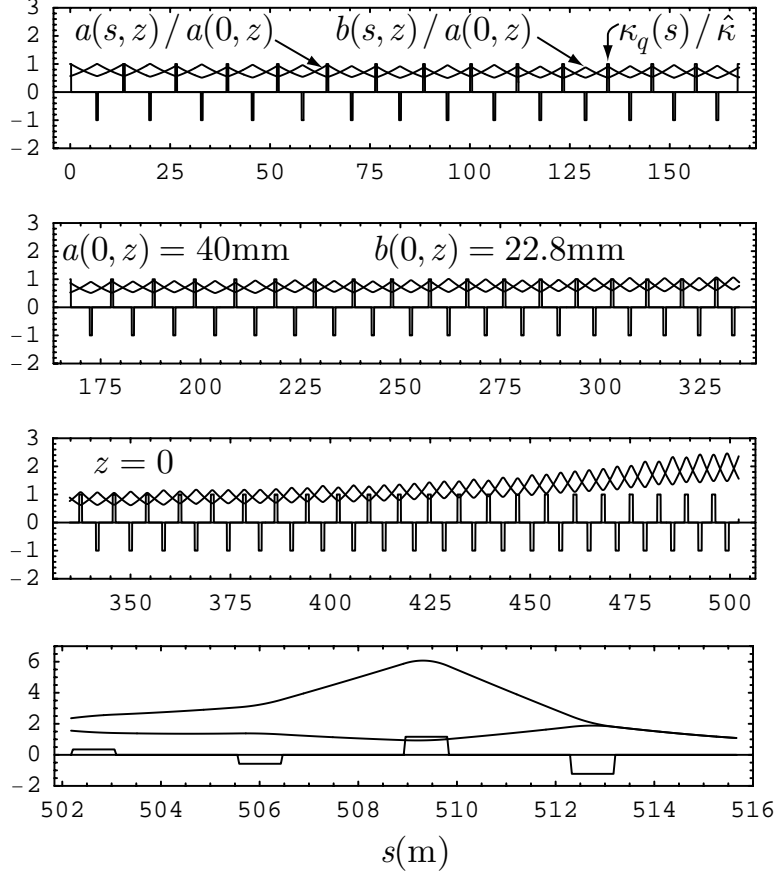 3
a(s, z)/a(0, z) b(s, z)/a(0, z) κ_q(s)/κ̂
2
1
0
−1
−2
0 25 50 75 100 125 150
3
a(0, z) = 40mm b(0, z) = 22.8mm
2
1
0
−1
−2
175 200 225 250 275 300 325
3
z = 0
2
1
0
−1
−2
350 375 400 425 450 475 500
6
4
2
0
−2
502 504 506 508 510 512 514 516
s(m)